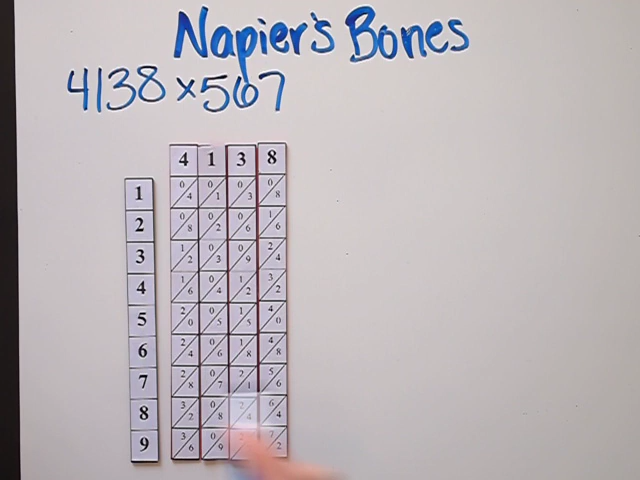 Napier's Bones
4138 × 567
4 1 3 8
1 0/4 0/1 0/3 0/8
2 0/8 0/2 0/6 1/6
3 1/2 0/3 0/9 2/4
4 1/6 0/4 1/2 3/2
5 2/0 0/5 1/5 4/0
6 2/4 0/6 1/8 4/8
7 2/8 0/7 2/1 5/6
8 3/2 0/8 2/4 6/4
9 3/6 0/9 7/2